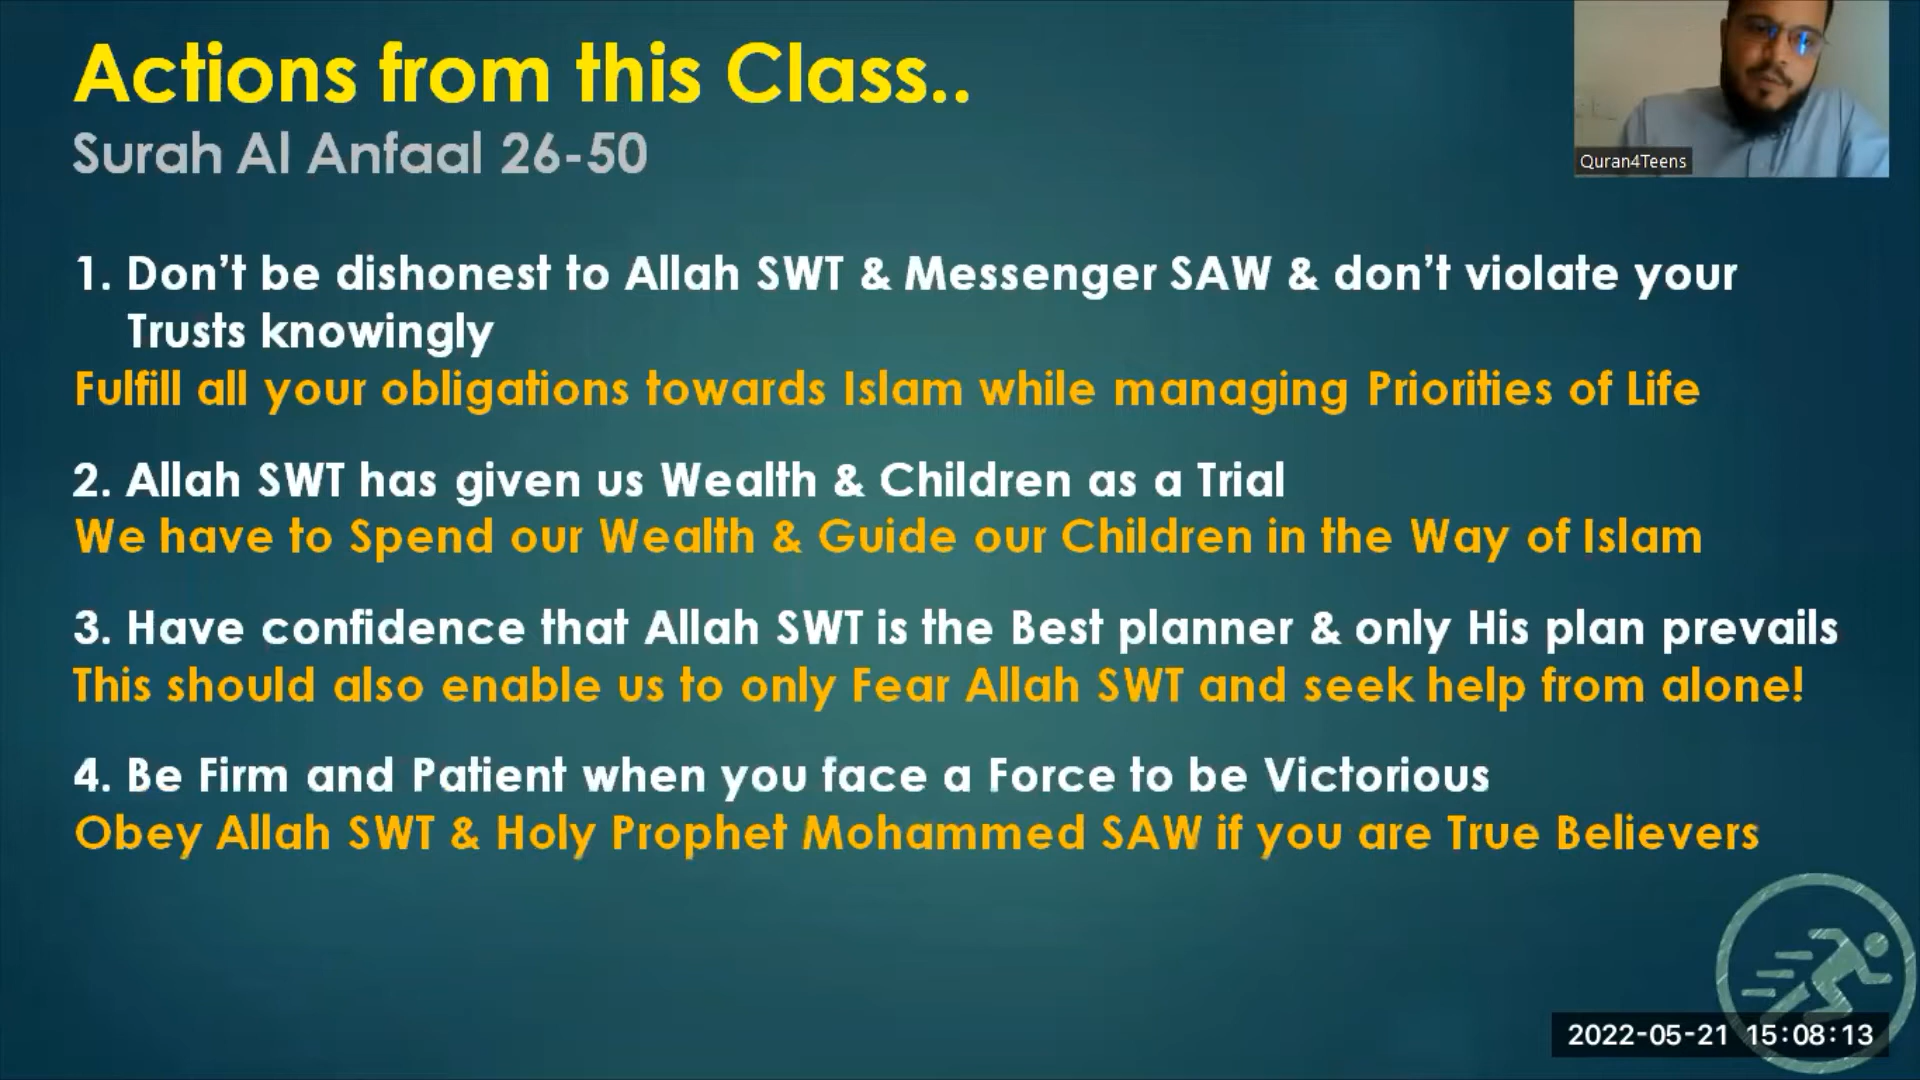 Actions from this Class..
Surah Al Anfaal 26-50
Quran4Teens
1. Don't be dishonest to Allah SWT & Messenger SAW & don't violate your
Trusts knowingly
Fulfill all your obligations towards Islam while managing Priorities of Life
2. Allah SWT has given us Wealth & Children as a Trial
We have to Spend our Wealth & Guide our Children in the Way of Islam
3. Have confidence that Allah SWT is the Best planner & only His plan prevails
This should also enable us to only Fear Allah SWT and seek help from alone!
4. Be Firm and Patient when you face a Force to be Victorious
Obey Allah SWT & Holy Prophet Mohammed SAW if you are True Believers
2022-05-21 15:08:13